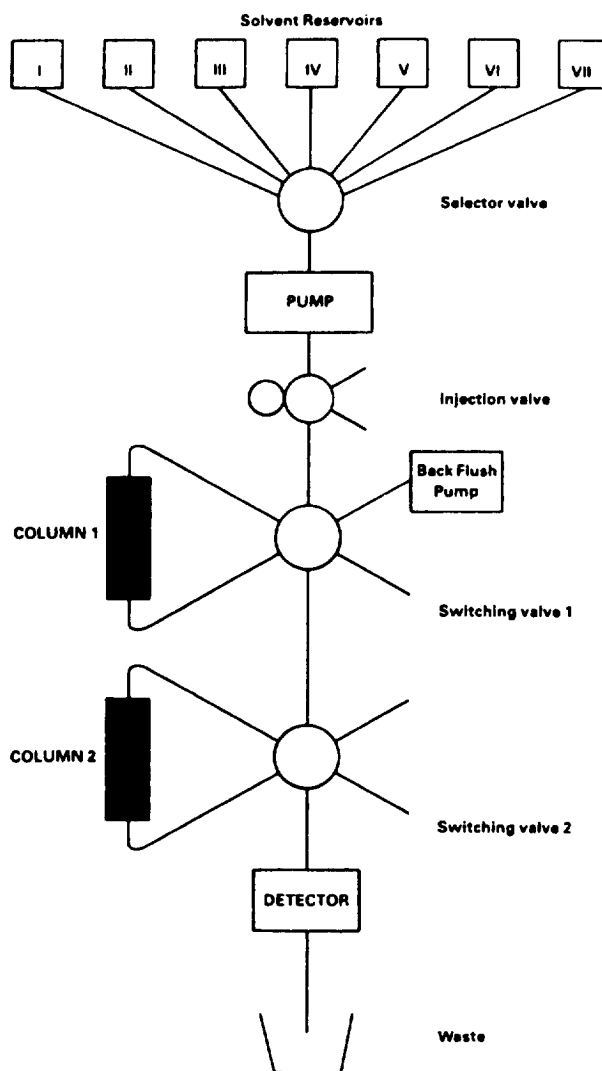 Solvent Reservoirs
I II III IV V VI VII
Selector valve
PUMP
Injection valve
Back Flush
Pump
COLUMN 1
Switching valve 1
COLUMN 2
Switching valve 2
DETECTOR
Waste